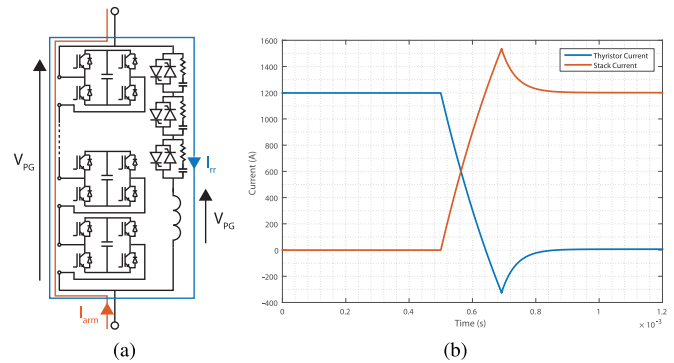 V_PG
I_rr
V_PG
I_arm
(a)
1600
1400
1200
1000
800
600
400
200
0
−200
−400
Current (A)
0
0.2
0.4
0.6
0.8
1
1.2
Time (s)
× 10⁻³
Thyristor Current
Stack Current
(b)